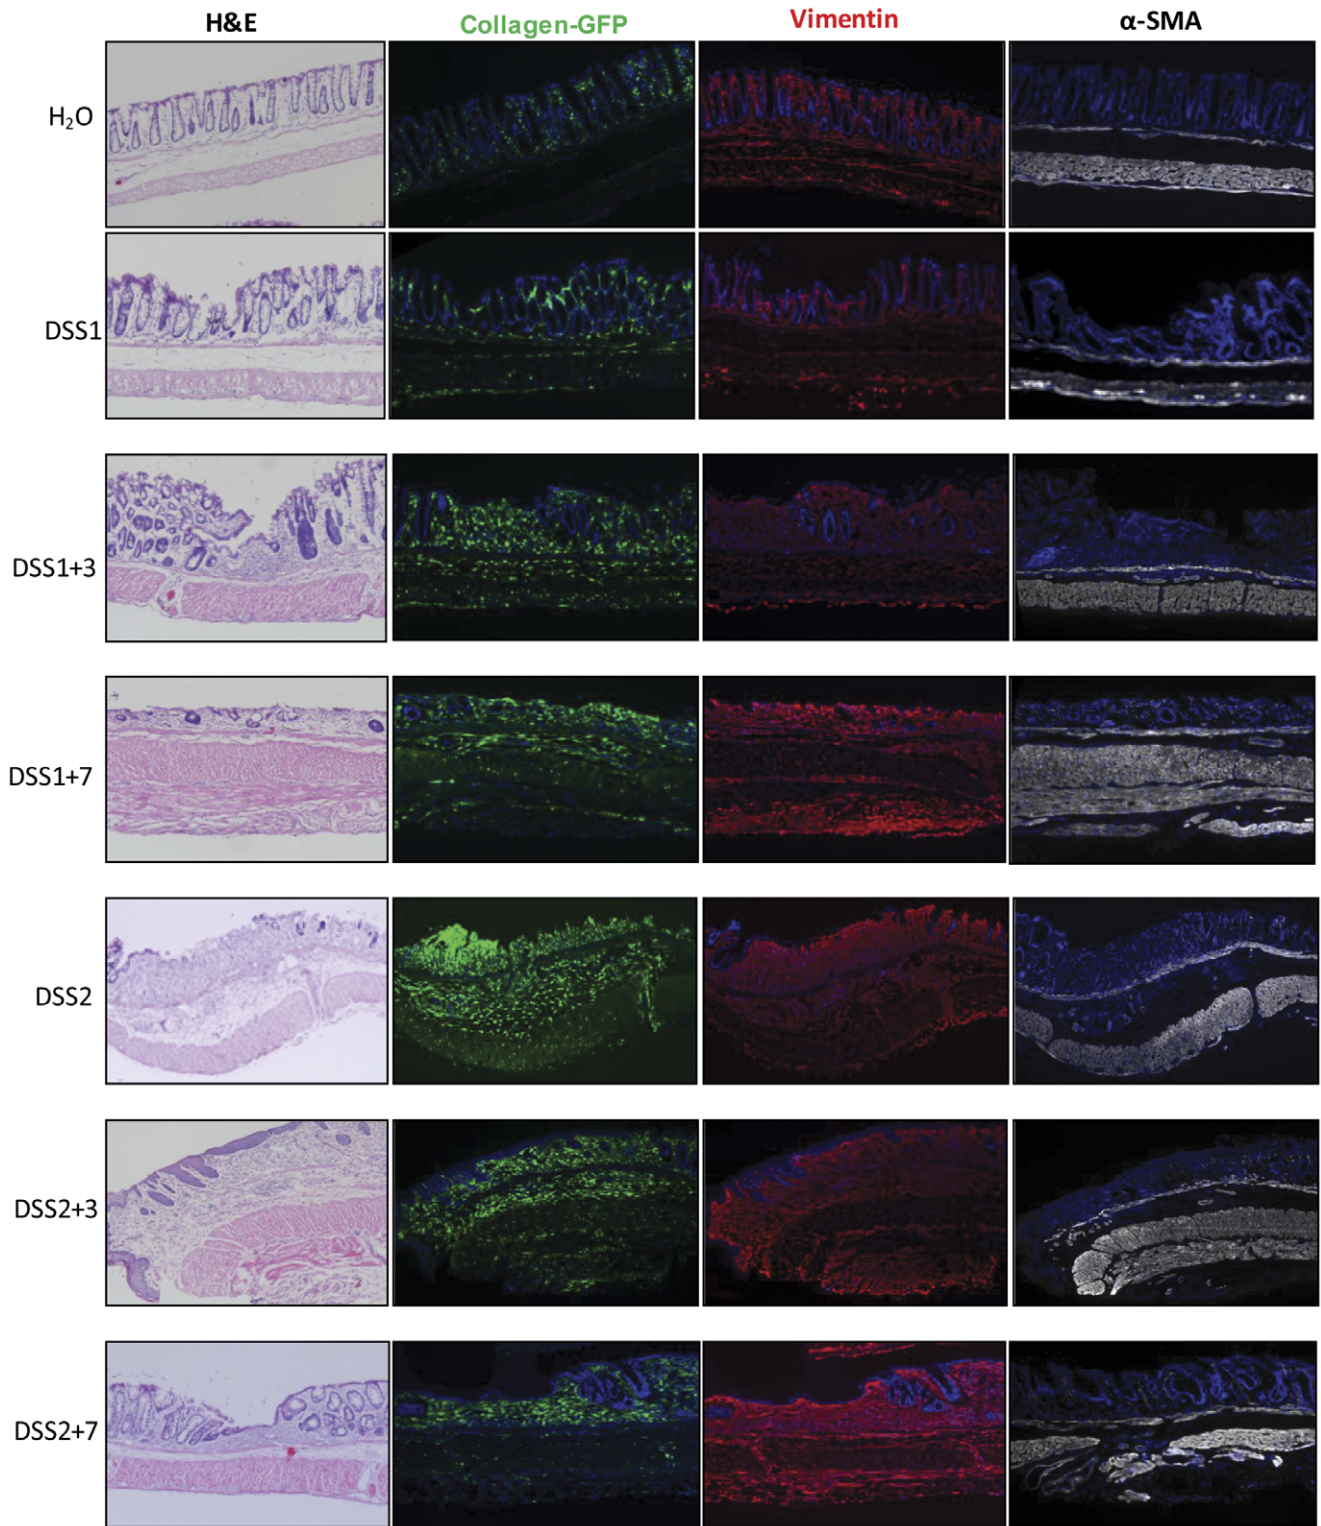 H&E Collagen-GFP Vimentin α-SMA
H₂O
DSS1
DSS1+3
DSS1+7
DSS2
DSS2+3
DSS2+7